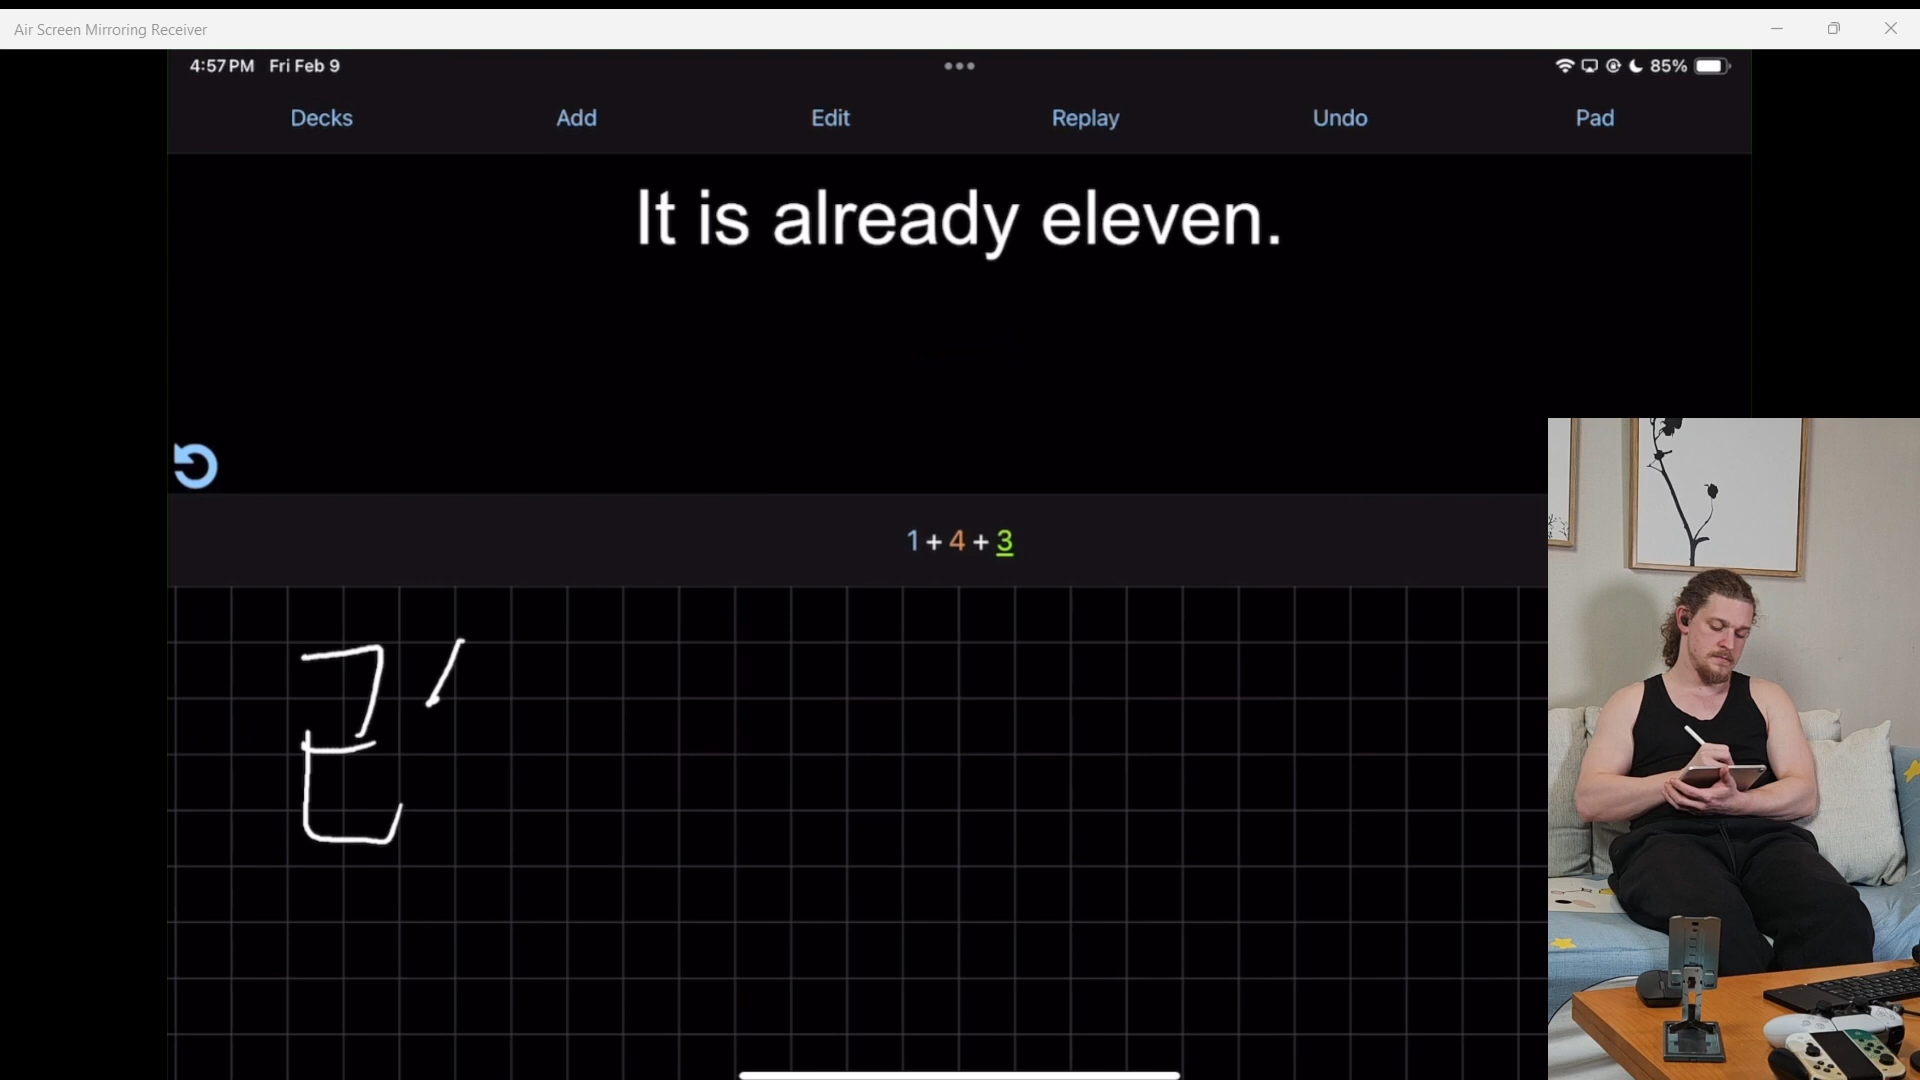 Air Screen Mirroring Receiver
4:57 PM Fri Feb 9
85%
Decks Add Edit Replay Undo Pad
It is already eleven.
1 + 4 + 3
已